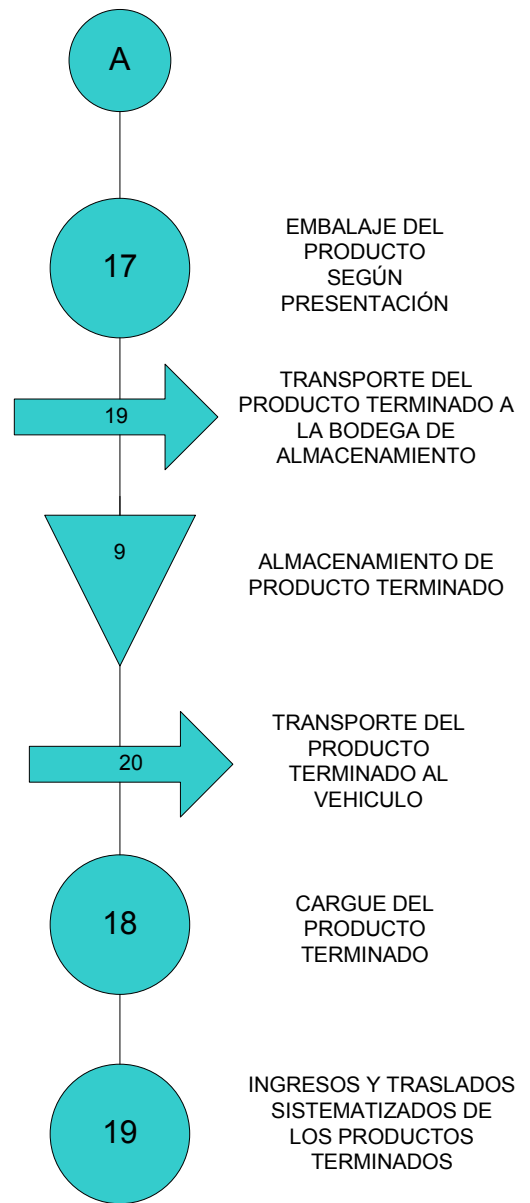 A
17
EMBALAJE DEL
PRODUCTO
SEGÚN
PRESENTACIÓN
19
TRANSPORTE DEL
PRODUCTO TERMINADO A
LA BODEGA DE
ALMACENAMIENTO
9
ALMACENAMIENTO DE
PRODUCTO TERMINADO
20
TRANSPORTE DEL
PRODUCTO
TERMINADO AL
VEHICULO
18
CARGUE DEL
PRODUCTO
TERMINADO
19
INGRESOS Y TRASLADOS
SISTEMATIZADOS DE
LOS PRODUCTOS
TERMINADOS